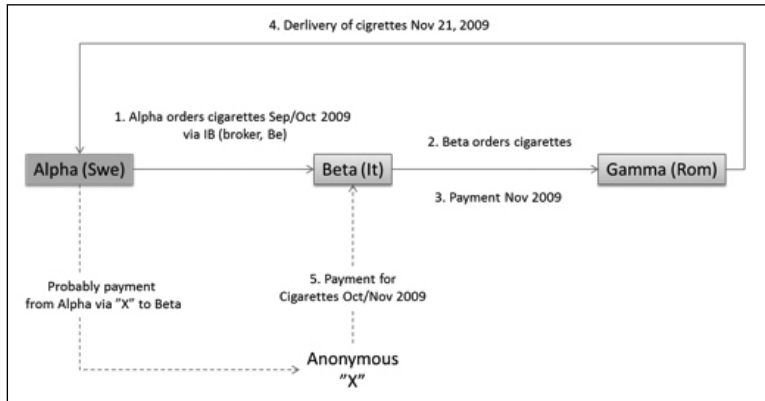 4. Derlivery of cigrettes Nov 21, 2009
1. Alpha orders cigarettes Sep/Oct 2009
via IB (broker, Be)
2. Beta orders cigarettes
Alpha (Swe)
Beta (It)
Gamma (Rom)
3. Payment Nov 2009
Probably payment
from Alpha via "X" to Beta
5. Payment for
Cigarettes Oct/Nov 2009
Anonymous
"X"